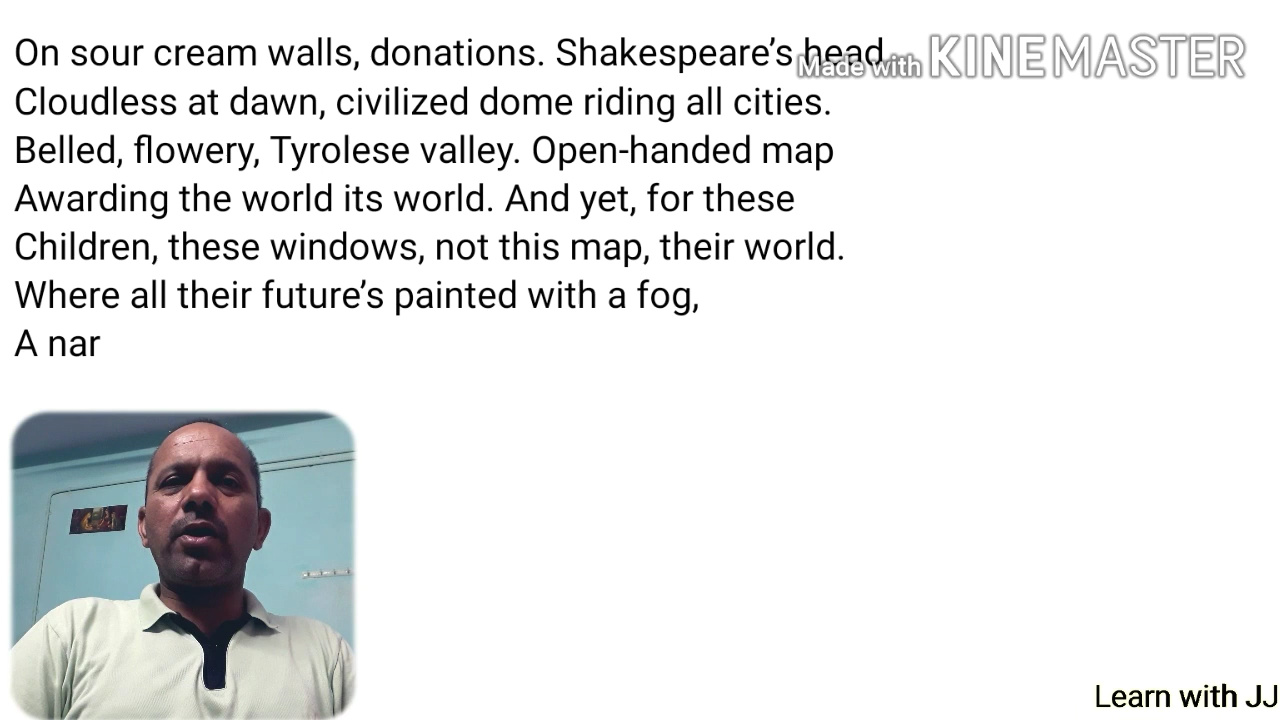 On sour cream walls, donations. Shakespeare’s head,
Cloudless at dawn, civilized dome riding all cities.
Belled, flowery, Tyrolese valley. Open-handed map
Awarding the world its world. And yet, for these
Children, these windows, not this map, their world.
Where all their future’s painted with a fog,
A nar
Made with KINEMASTER
Learn with JJ